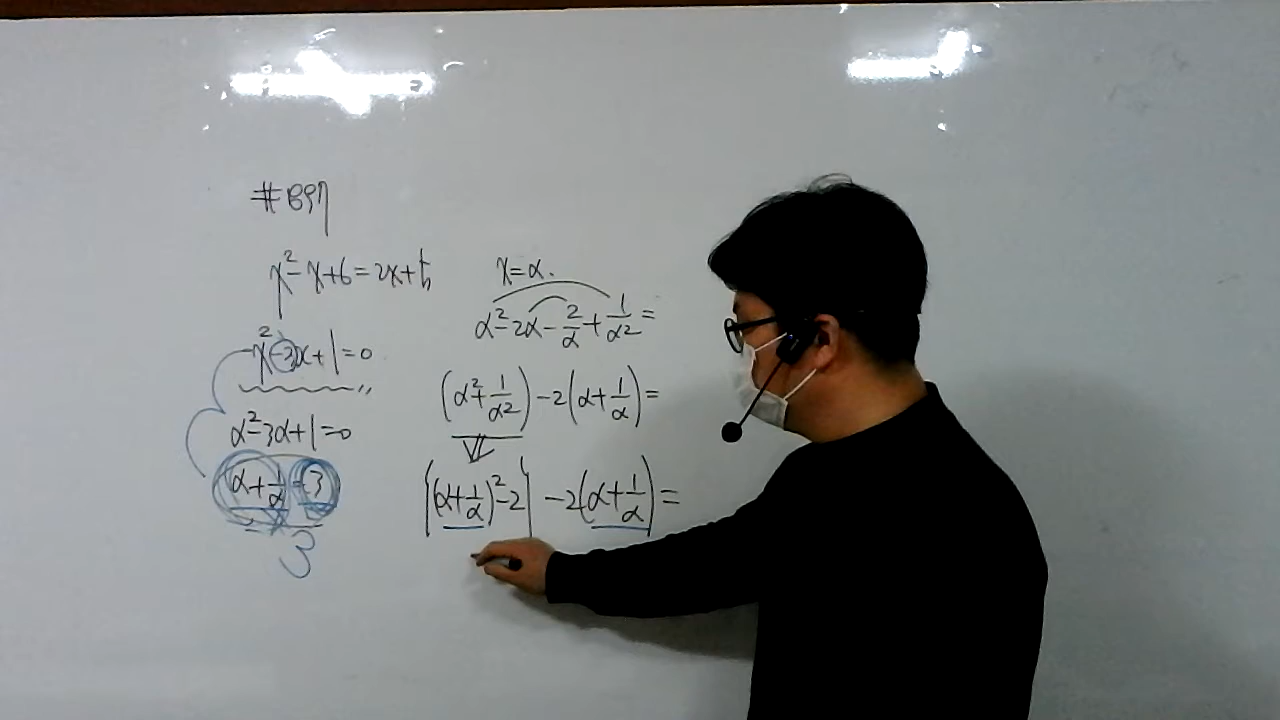 #B97
x²-x+6=2x+5
x²-3x+1=0
α²-3α+1=0
α+1/α=3
3
x=α.
α²-2α-2/α+1/α²=
(α²+1/α²)-2(α+1/α)=
{(α+1/α)²-2}-2(α+1/α)=